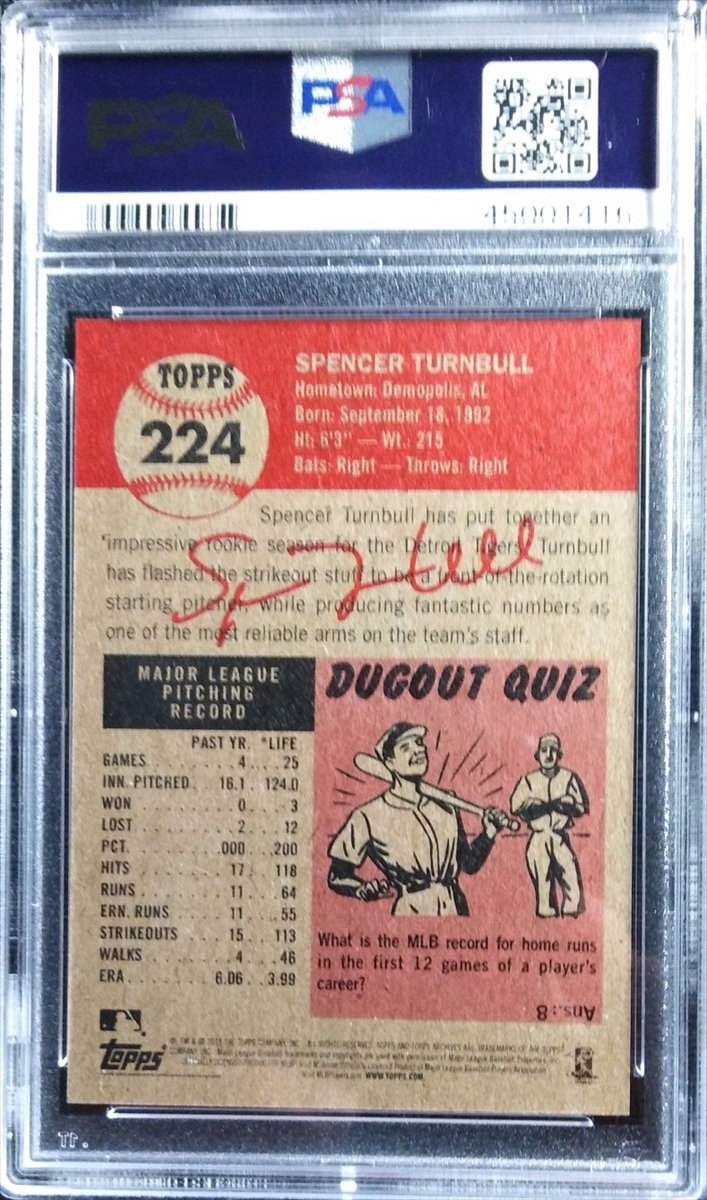 PSA
PSA
45001416
TOPPS
224
SPENCER TURNBULL
Hometown: Demopolis, AL
Born: September 18, 1992
Ht: 6'3" — Wt.: 215
Bats: Right — Throws: Right
Spencer Turnbull has put together an
impressive rookie season for the Detroit Tigers. Turnbull
has flashed the strikeout stuff to be a front-of-the-rotation
starting pitcher, while producing fantastic numbers as
one of the most reliable arms on the team's staff.
MAJOR LEAGUE
PITCHING
RECORD
PAST YR. *LIFE
GAMES 4 25
INN. PITCHED 16.1 124.0
WON 0 3
LOST 2 12
PCT. .000 .200
HITS 17 118
RUNS 11 64
ERN. RUNS 11 55
STRIKEOUTS 15 113
WALKS 4 46
ERA 6.06 3.99
DUGOUT QUIZ
What is the MLB record for home runs
in the first 12 games of a player's
career?
Ans.: 8
Topps
WWW.TOPPS.COM